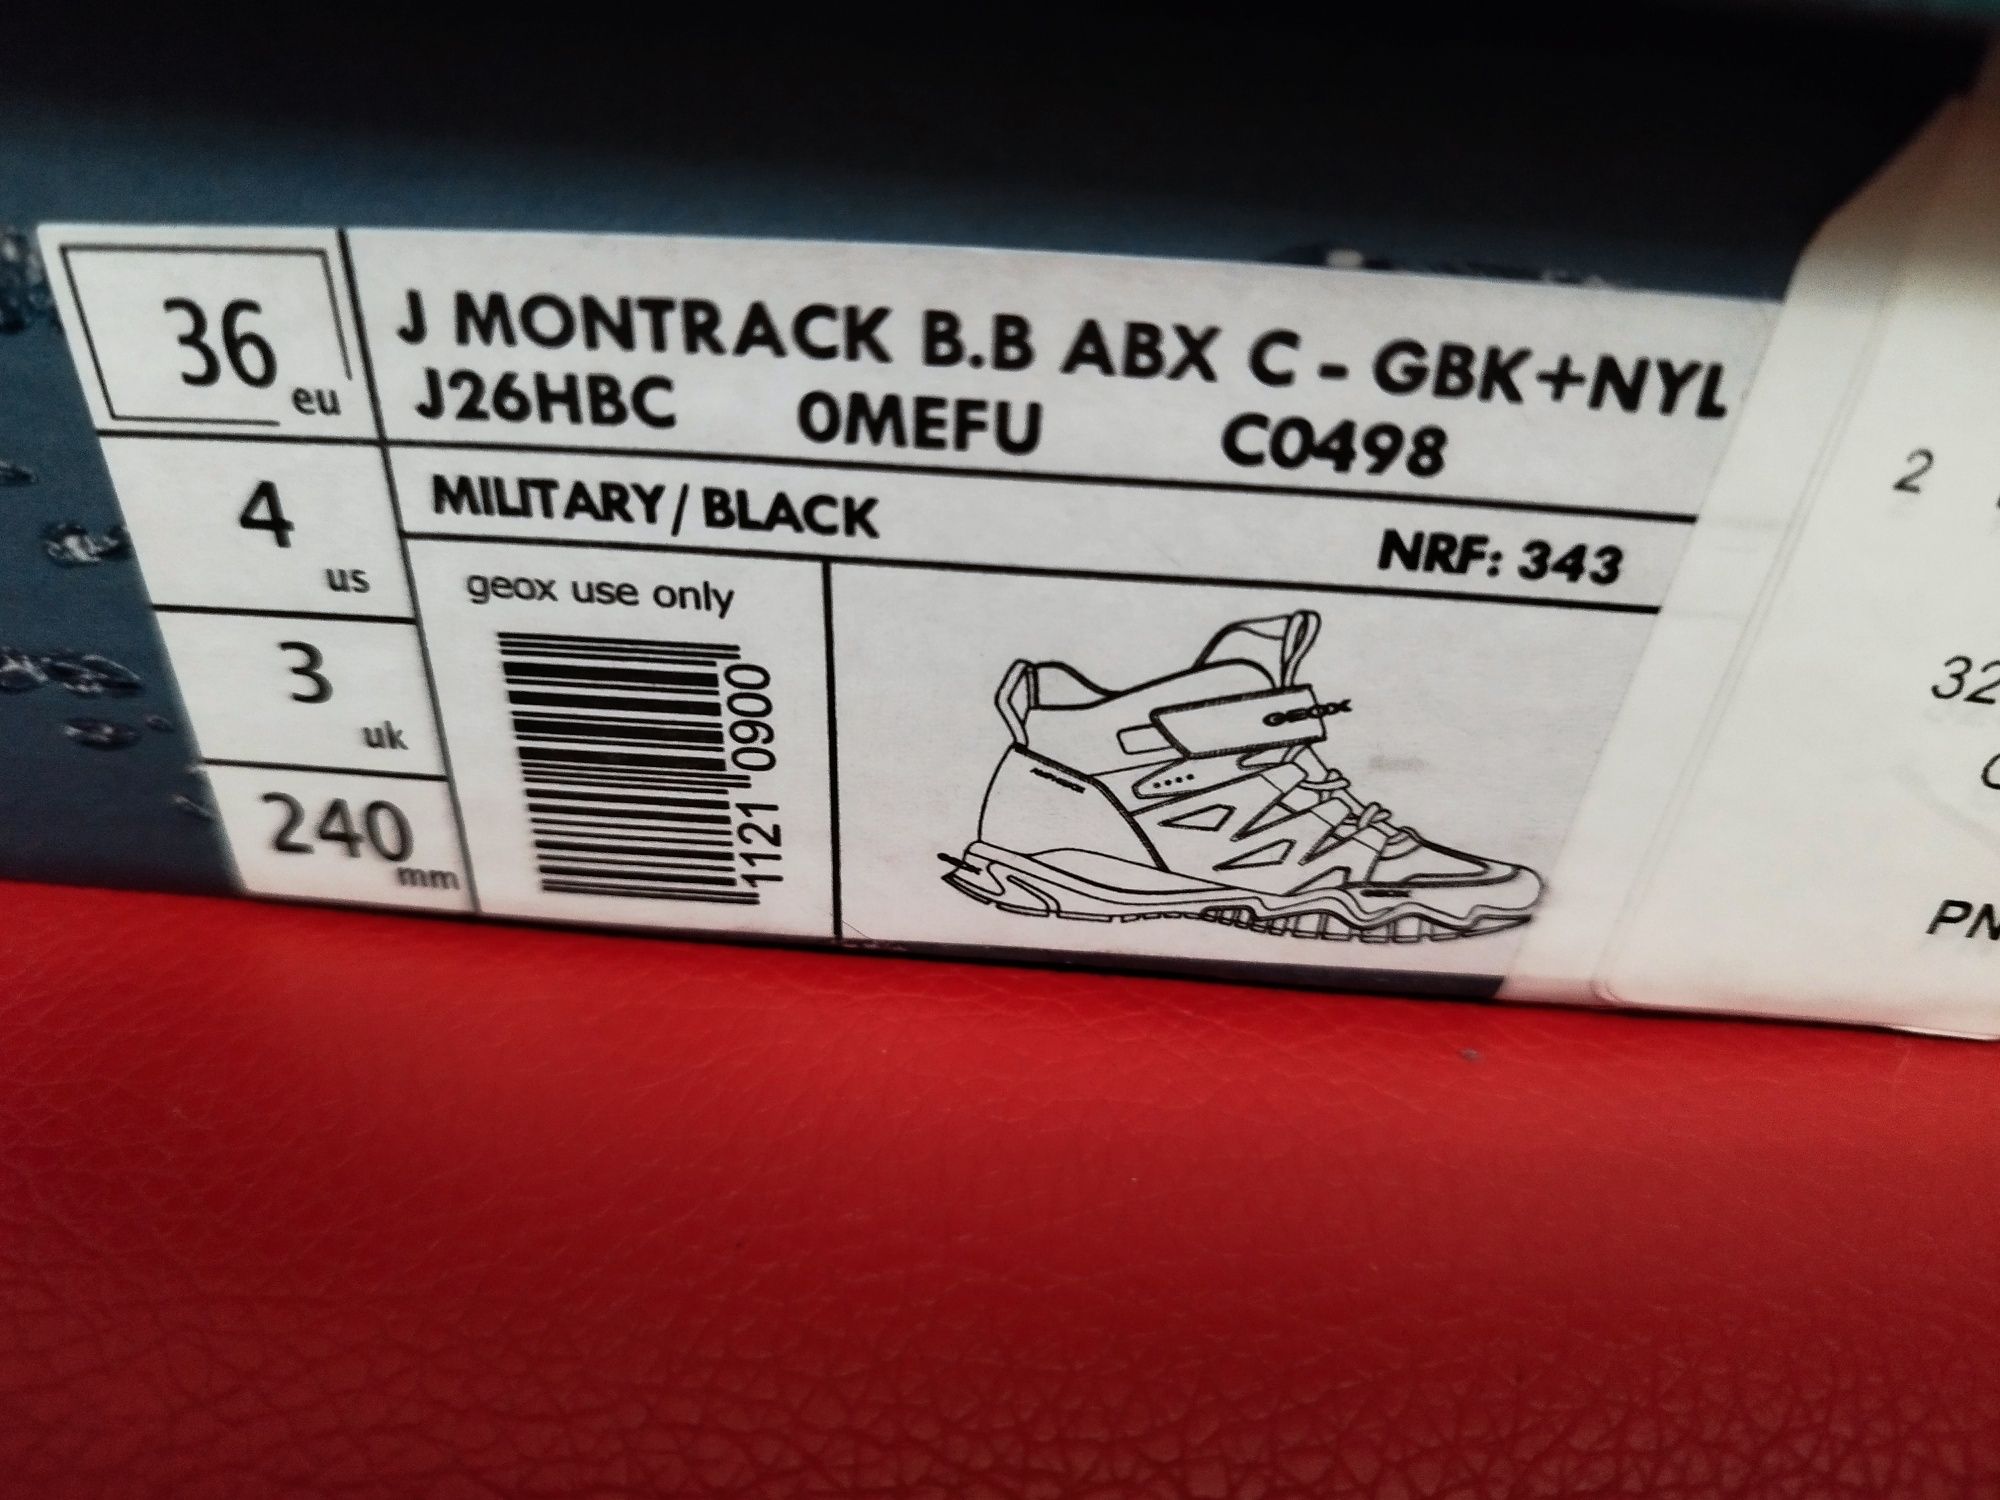 36 eu
J MONTRACK B.B ABX C - GBK+NYL
J26HBC 0MEFU C0498
4 us
MILITARY/BLACK
NRF: 343
3 uk
240 mm
geox use only
1121 0900
GEOX
2
32
PN